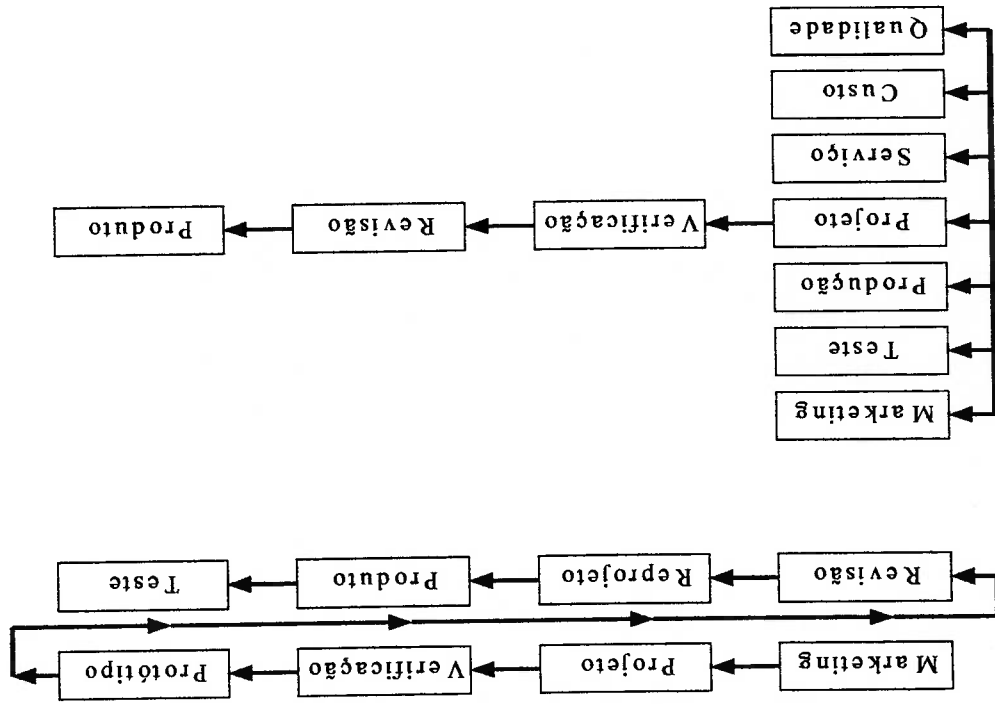 Marketing
Projeto
Verificação
Protótipo
Revisão
Reprojeto
Produto
Teste
Marketing
Teste
Produção
Projeto
Verificação
Revisão
Produto
Serviço
Custo
Qualidade